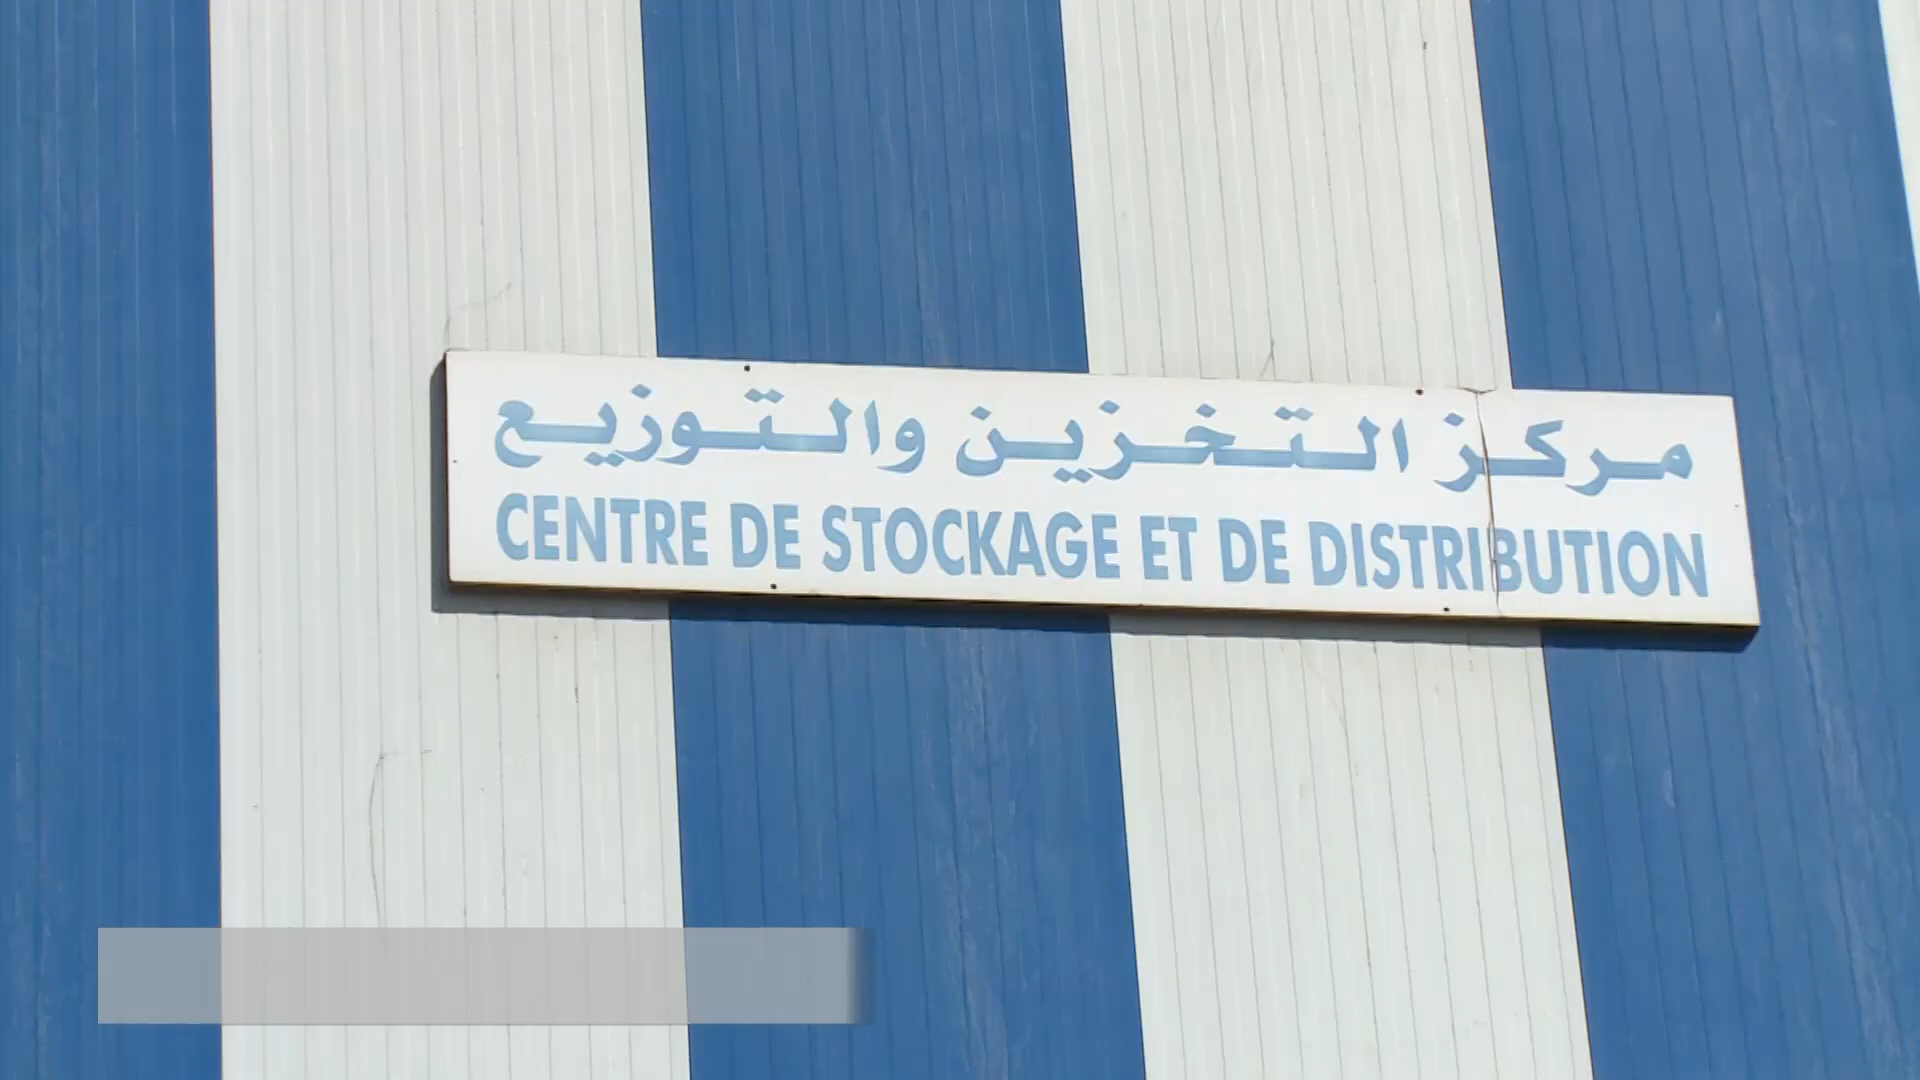 مركز التخزين والتوزيع
CENTRE DE STOCKAGE ET DE DISTRIBUTION